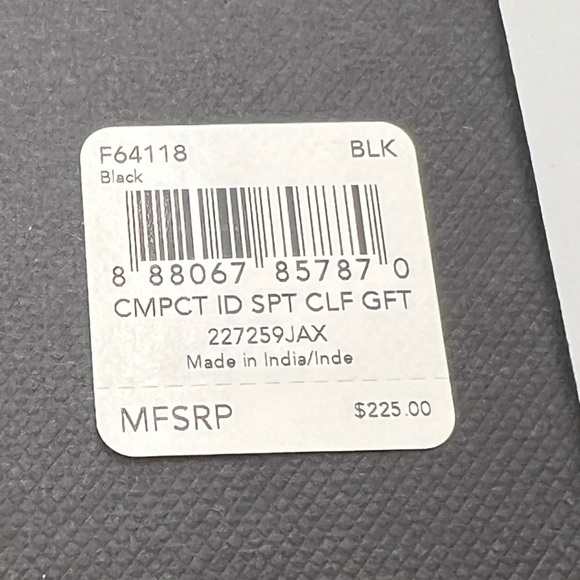 F64118 BLK
Black
8 88067 85787 0
CMPCT ID SPT CLF GFT
227259JAX
Made in India/Inde
MFSRP $225.00